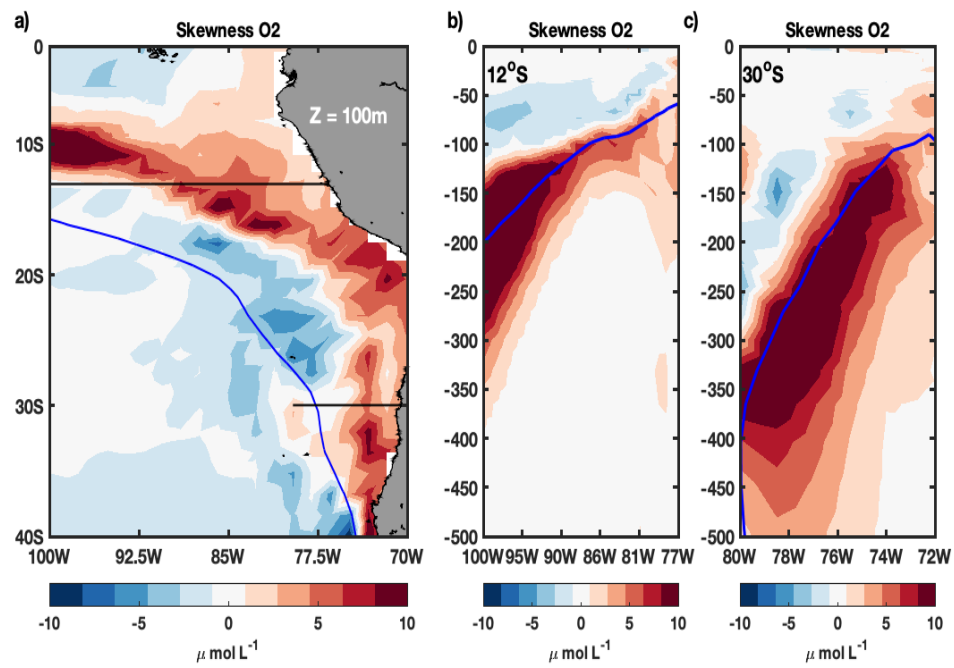 a) Skewness O2
b) Skewness O2
c) Skewness O2
0
10S
20S
30S
40S
100W 92.5W 85W 77.5W 70W
Z = 100m
12°S
0
-50
-100
-150
-200
-250
-300
-350
-400
-450
-500
100W 95W 90W 86W 81W 77W
30°S
0
-50
-100
-150
-200
-250
-300
-350
-400
-450
-500
80W 78W 76W 74W 72W
-10 -5 0 5 10
μ mol L⁻¹
-10 -5 0 5 10
μ mol L⁻¹
-10 -5 0 5 10
μ mol L⁻¹